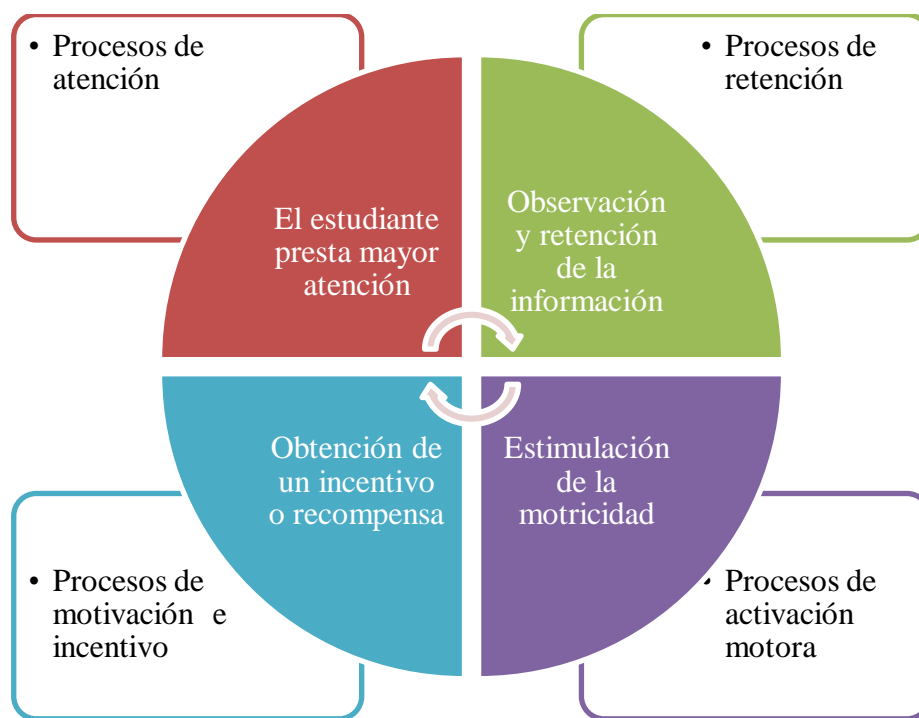 • Procesos de
atención
• Procesos de
retención
El estudiante
presta mayor
atención
Observación
y retención
de la
información
Obtención de
un incentivo
o recompensa
Estimulación
de la
motricidad
• Procesos de
motivación e
incentivo
• Procesos de
activación
motora